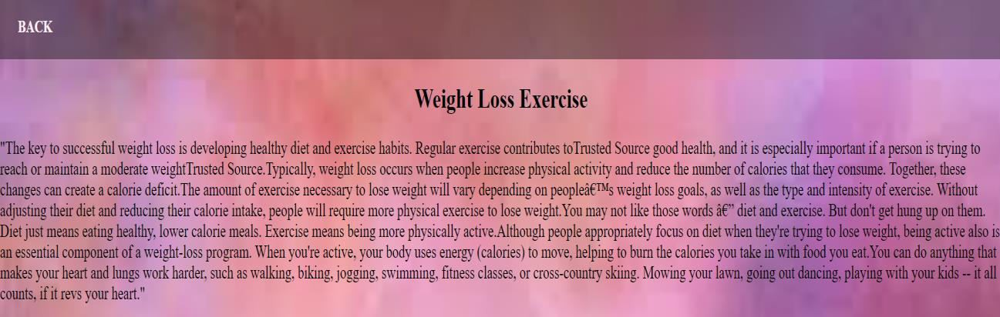 BACK
Weight Loss Exercise
"The key to successful weight loss is developing healthy diet and exercise habits. Regular exercise contributes toTrusted Source good health, and it is especially important if a person is trying to
reach or maintain a moderate weightTrusted Source.Typically, weight loss occurs when people increase physical activity and reduce the number of calories that they consume. Together, these
changes can create a calorie deficit.The amount of exercise necessary to lose weight will vary depending on peopleâ€™s weight loss goals, as well as the type and intensity of exercise. Without
adjusting their diet and reducing their calorie intake, people will require more physical exercise to lose weight.You may not like those words â€” diet and exercise. But don't get hung up on them.
Diet just means eating healthy, lower calorie meals. Exercise means being more physically active.Although people appropriately focus on diet when they're trying to lose weight, being active also is
an essential component of a weight-loss program. When you're active, your body uses energy (calories) to move, helping to burn the calories you take in with food you eat.You can do anything that
makes your heart and lungs work harder, such as walking, biking, jogging, swimming, fitness classes, or cross-country skiing. Mowing your lawn, going out dancing, playing with your kids -- it all
counts, if it revs your heart."